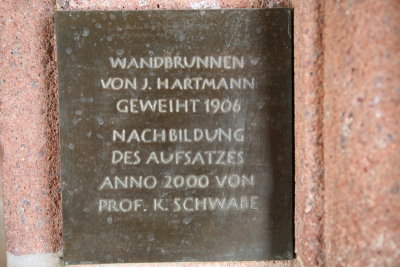 WANDBRUNNEN
VON J. HARTMANN
GEWEIHT 1906
NACHBILDUNG
DES AUFSATZES
ANNO 2000 VON
PROF. K. SCHWABE